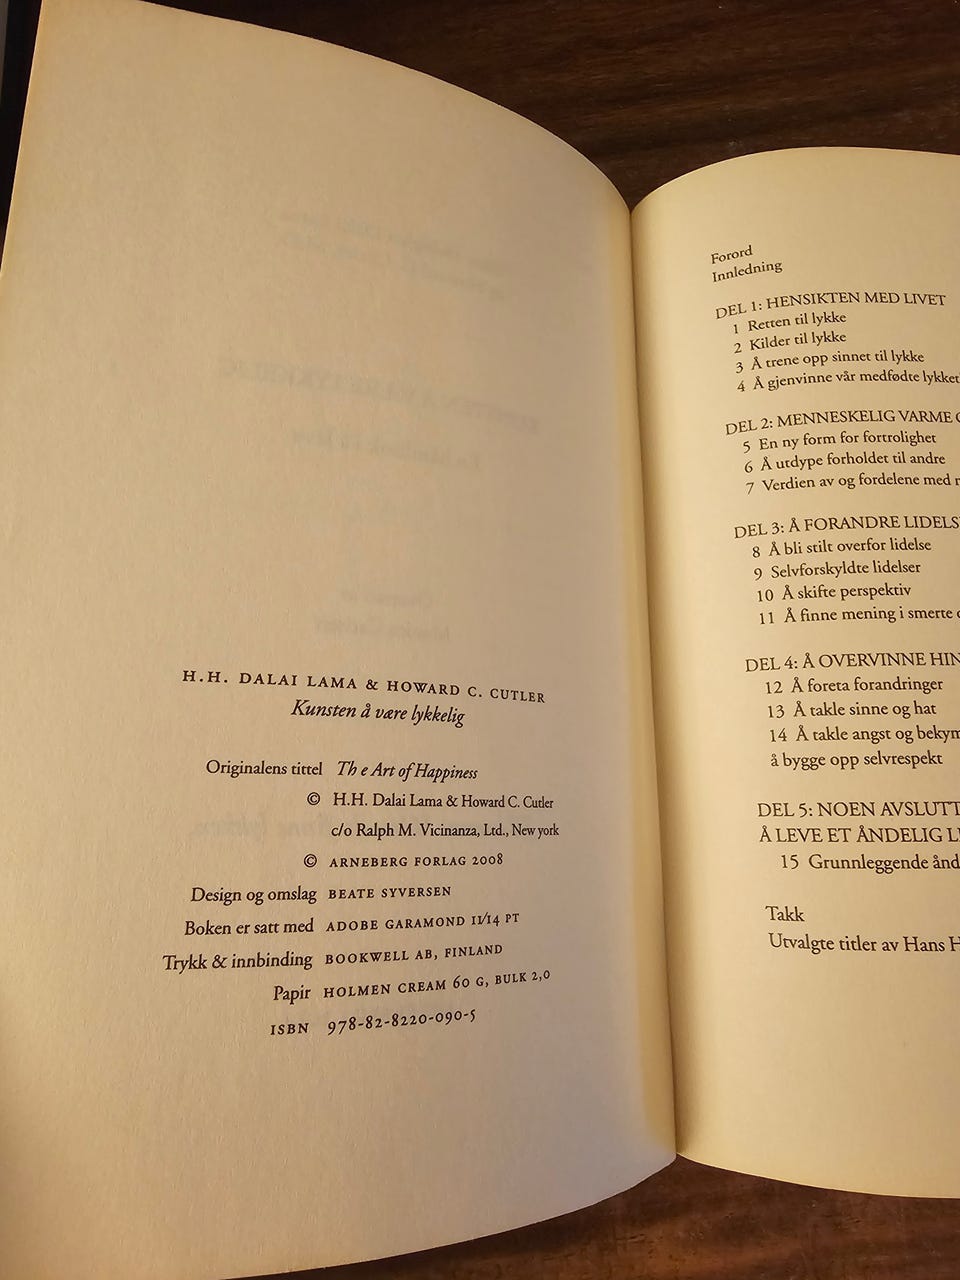 H.H. DALAI LAMA & HOWARD C. CUTLER
Kunsten å være lykkelig
Originalens tittel Th e Art of Happiness
© H.H. Dalai Lama & Howard C. Cutler
c/o Ralph M. Vicinanza, Ltd., New york
© ARNEBERG FORLAG 2008
Design og omslag BEATE SYVERSEN
Boken er satt med ADOBE GARAMOND 11/14 PT
Trykk & innbinding BOOKWELL AB, FINLAND
Papir HOLMEN CREAM 60 G, BULK 2,0
ISBN 978-82-8220-090-5
Forord
Innledning
DEL 1: HENSIKTEN MED LIVET
1 Retten til lykke
2 Kilder til lykke
3 Å trene opp sinnet til lykke
4 Å gjenvinne vår medfødte lykket
DEL 2: MENNESKELIG VARME
5 En ny form for fortrolighet
6 Å utdype forholdet til andre
7 Verdien av og fordelene med
DEL 3: Å FORANDRE LIDELS
8 Å bli stilt overfor lidelse
9 Selvforskyldte lidelser
10 Å skifte perspektiv
11 Å finne mening i smerte
DEL 4: Å OVERVINNE HIN
12 Å foreta forandringer
13 Å takle sinne og hat
14 Å takle angst og bekym
å bygge opp selvrespekt
DEL 5: NOEN AVSLUTT
Å LEVE ET ÅNDELIG L
15 Grunnleggende ånd
Takk
Utvalgte titler av Hans H